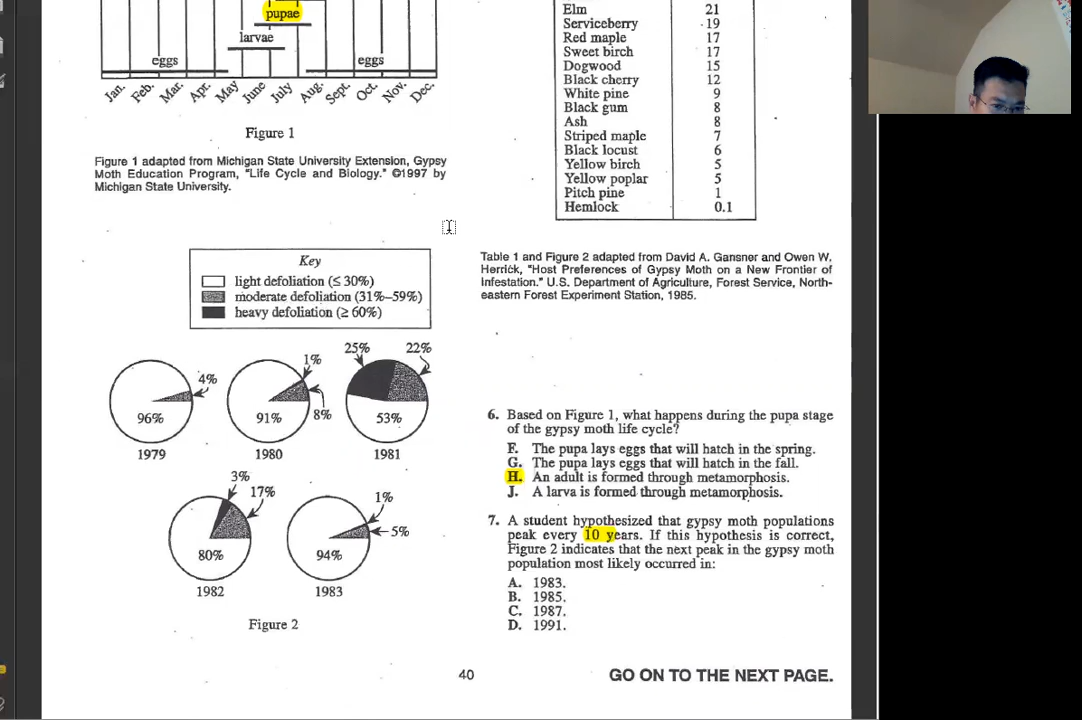 pupae
larvae
eggs
eggs
Jan.
Feb.
Mar.
Apr.
May
June
July
Aug.
Sept.
Oct.
Nov.
Dec.
Figure 1
Figure 1 adapted from Michigan State University Extension, Gypsy
Moth Education Program, "Life Cycle and Biology." ©1997 by
Michigan State University.
Key
light defoliation (≤ 30%)
moderate defoliation (31%–59%)
heavy defoliation (≥ 60%)
4%
96%
1979
1%
8%
91%
1980
25%
22%
53%
1981
3%
17%
80%
1982
1%
5%
94%
1983
Figure 2
Elm 21
Serviceberry 19
Red maple 17
Sweet birch 17
Dogwood 15
Black cherry 12
White pine 9
Black gum 8
Ash 8
Striped maple 7
Black locust 6
Yellow birch 5
Yellow poplar 5
Pitch pine 1
Hemlock 0.1
Table 1 and Figure 2 adapted from David A. Gansner and Owen W.
Herrick, "Host Preferences of Gypsy Moth on a New Frontier of
Infestation." U.S. Department of Agriculture, Forest Service, North-
eastern Forest Experiment Station, 1985.
6. Based on Figure 1, what happens during the pupa stage
of the gypsy moth life cycle?
F. The pupa lays eggs that will hatch in the spring.
G. The pupa lays eggs that will hatch in the fall.
H. An adult is formed through metamorphosis.
J. A larva is formed through metamorphosis.
7. A student hypothesized that gypsy moth populations
peak every 10 years. If this hypothesis is correct,
Figure 2 indicates that the next peak in the gypsy moth
population most likely occurred in:
A. 1983.
B. 1985.
C. 1987.
D. 1991.
40
GO ON TO THE NEXT PAGE.